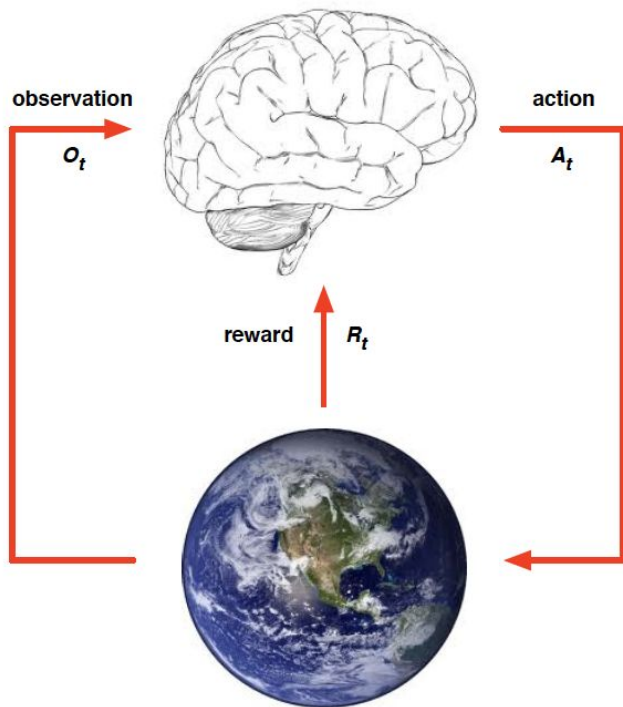 observation
action
O_t
A_t
reward
R_t